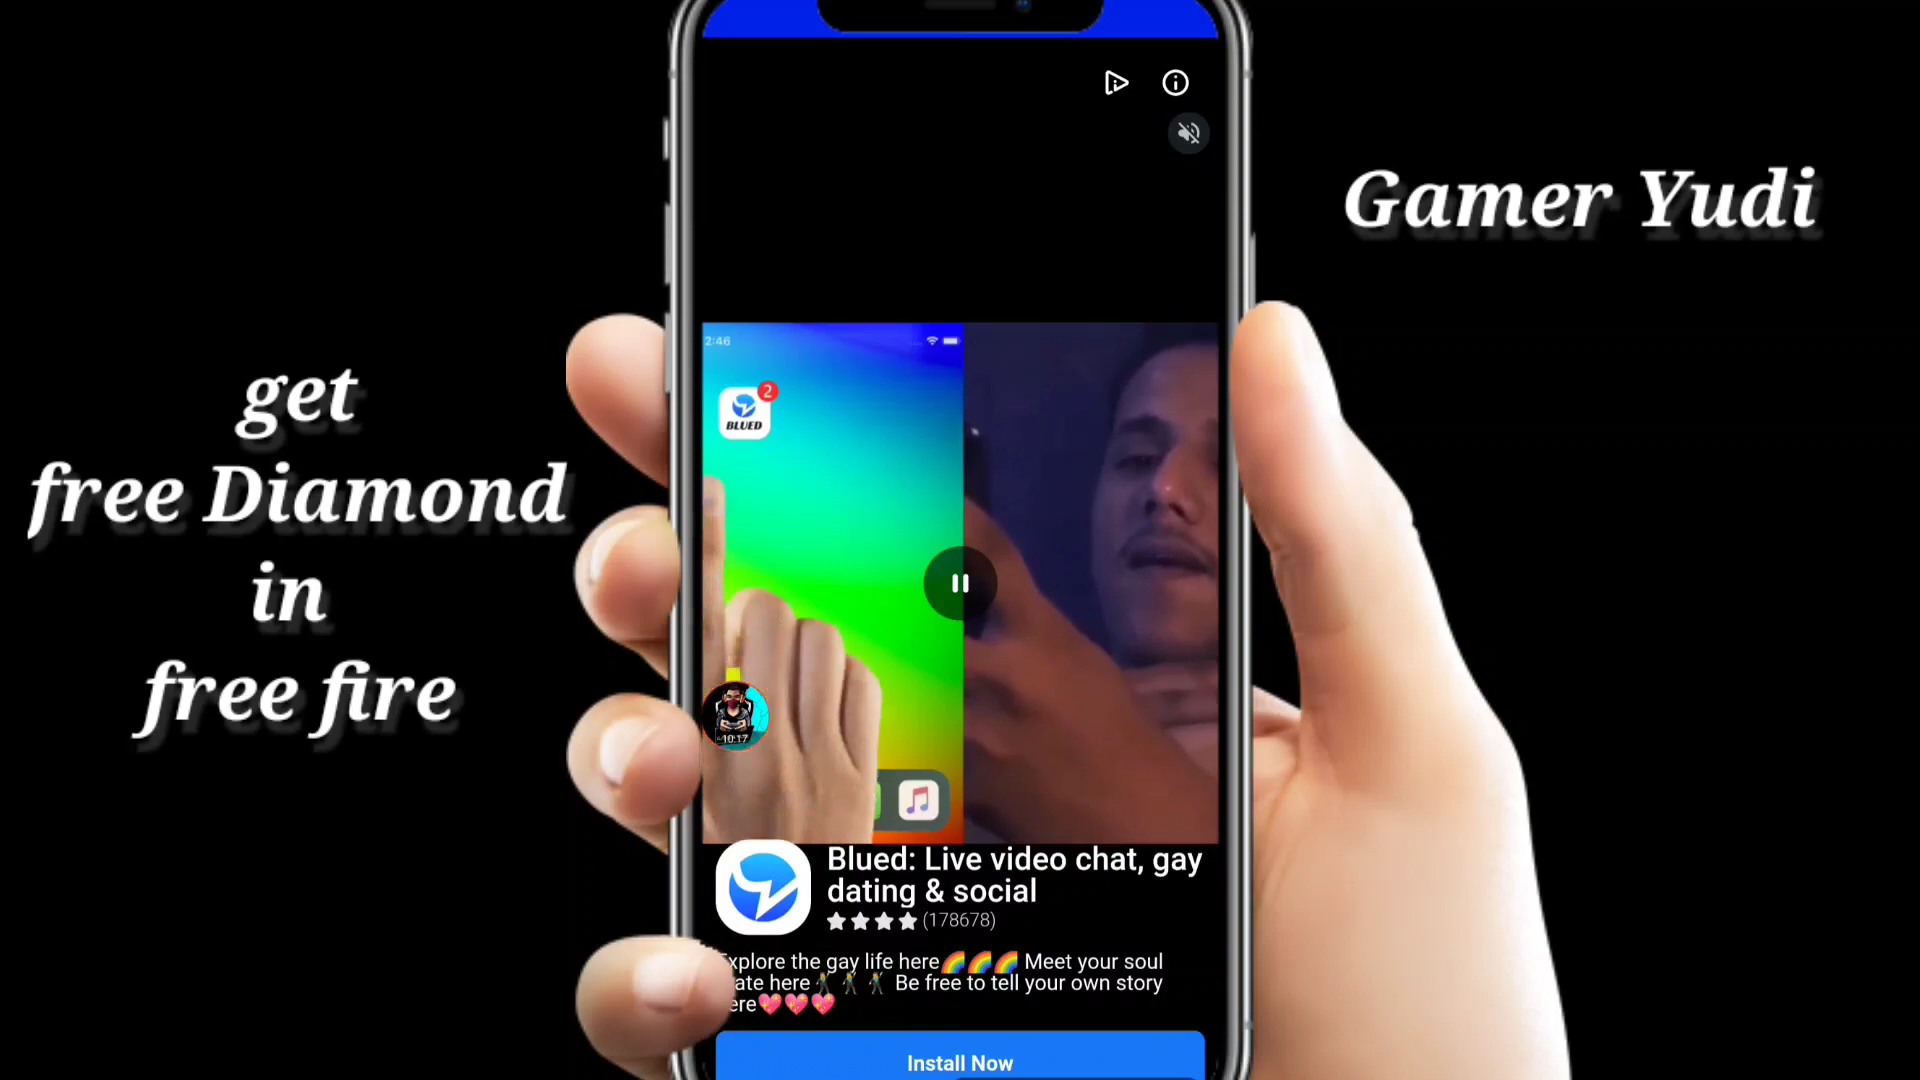 Gamer Yudi
get
free Diamond
in
free fire
2:46
2
BLUED
10:17
Blued: Live video chat, gay
dating & social
(178678)
xplore the gay life here🌈🌈🌈 Meet your soul
ate here🕺🕺🕺 Be free to tell your own story
ere💖💖💖
Install Now